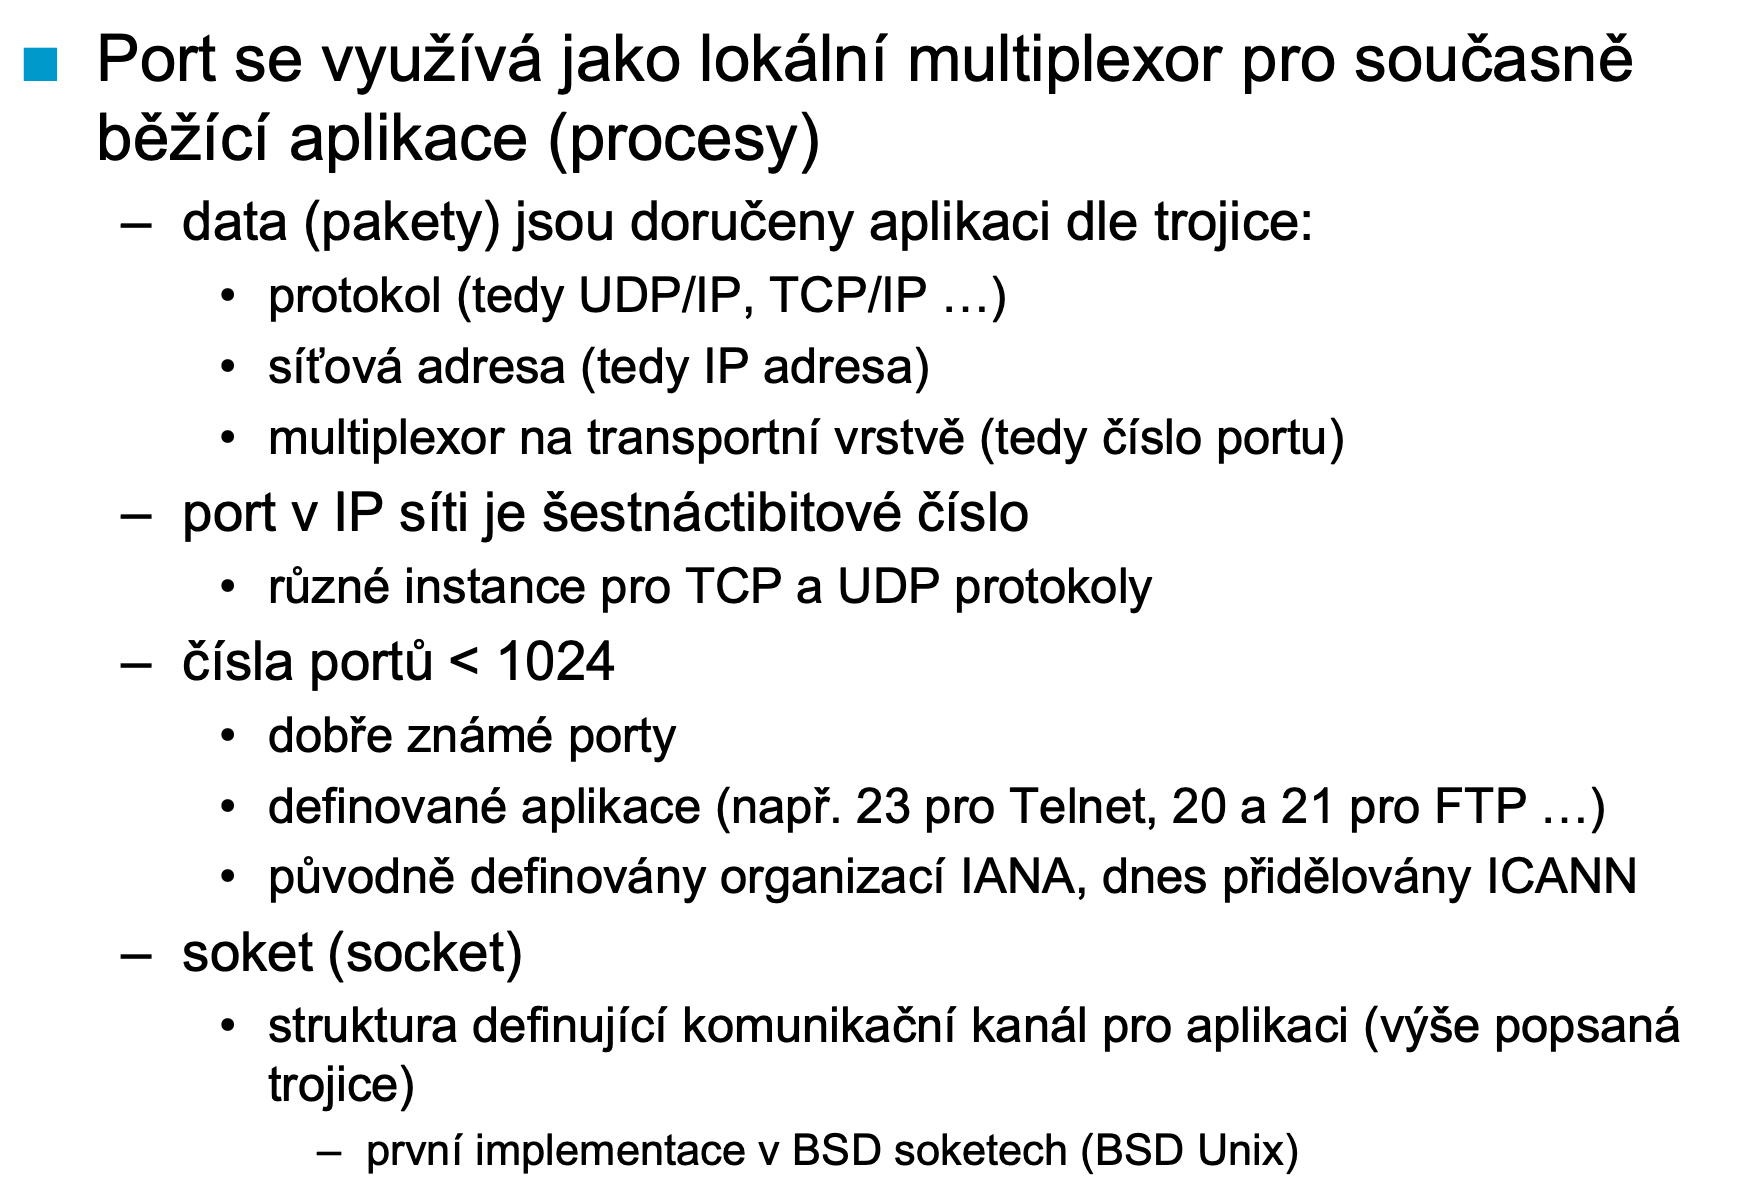 Port se využívá jako lokální multiplexor pro současně
běžící aplikace (procesy)
– data (pakety) jsou doručeny aplikaci dle trojice:
• protokol (tedy UDP/IP, TCP/IP …)
• síťová adresa (tedy IP adresa)
• multiplexor na transportní vrstvě (tedy číslo portu)
– port v IP síti je šestnáctibitové číslo
• různé instance pro TCP a UDP protokoly
– čísla portů < 1024
• dobře známé porty
• definované aplikace (např. 23 pro Telnet, 20 a 21 pro FTP …)
• původně definovány organizací IANA, dnes přidělovány ICANN
– soket (socket)
• struktura definující komunikační kanál pro aplikaci (výše popsaná
trojice)
– první implementace v BSD soketech (BSD Unix)